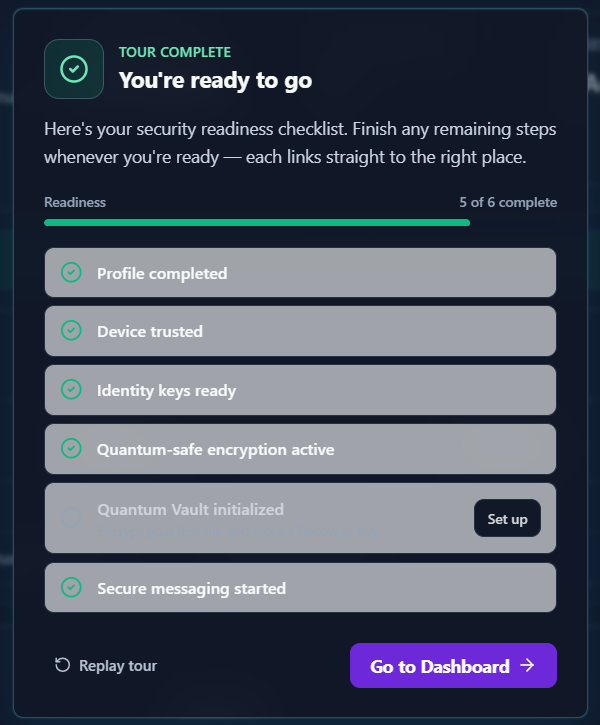 TOUR COMPLETE
You're ready to go
Here's your security readiness checklist. Finish any remaining steps
whenever you're ready — each links straight to the right place.
Readiness
5 of 6 complete
Profile completed
Device trusted
Identity keys ready
Quantum-safe encryption active
Quantum Vault initialized
Set up
Secure messaging started
Replay tour
Go to Dashboard